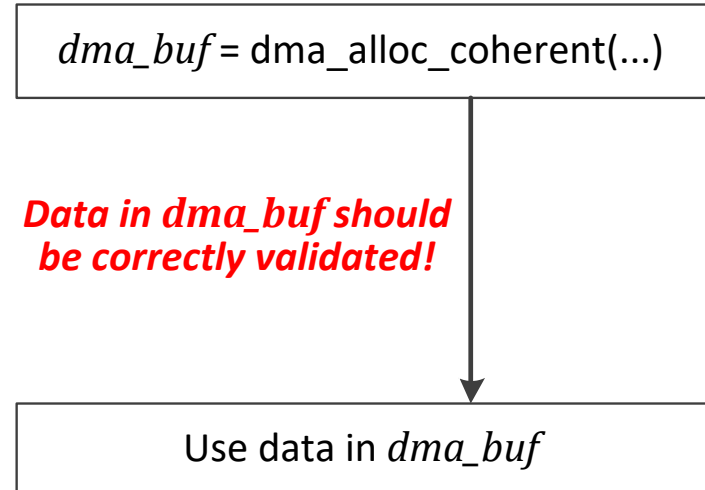 dma_buf = dma_alloc_coherent(...)
Data in dma_buf should
be correctly validated!
Use data in dma_buf